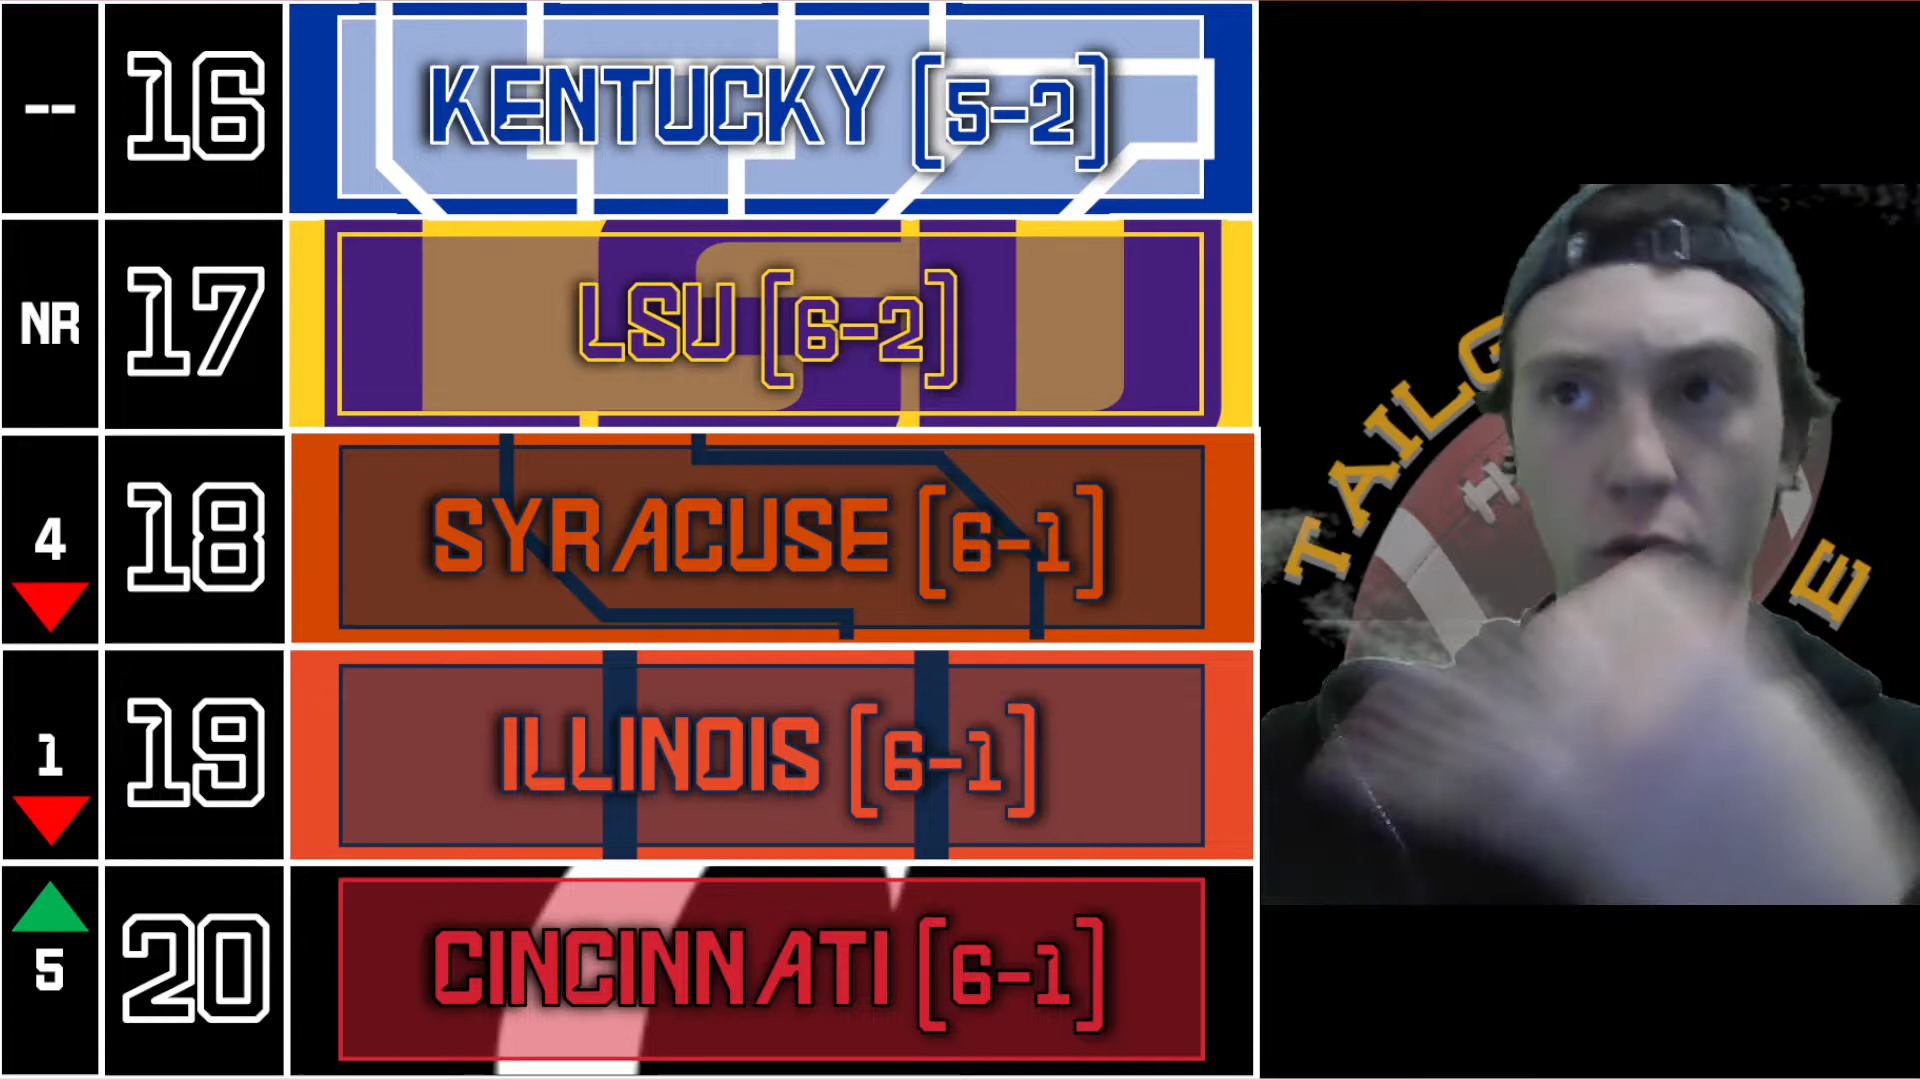 -- 16 KENTUCKY [5-2]
NR 17 LSU [6-2]
4 18 SYRACUSE [6-1]
1 19 ILLINOIS [6-1]
5 20 CINCINNATI [6-1]
TAILG
E